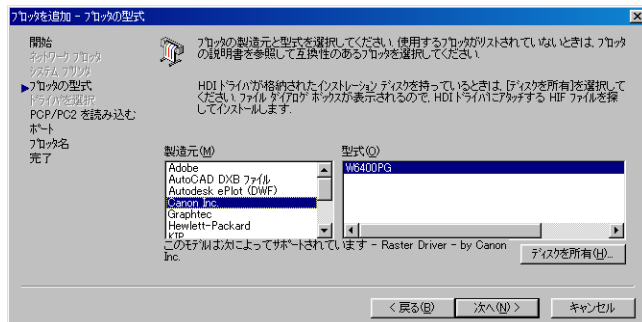 プロッタを追加 - プロッタの型式
開始
ネットワーク プロッタ
システム プリンタ
プロッタの型式
ドライバを選択
PCP/PC2 を読み込む
ポート
プロッタ名
完了
プロッタの製造元と型式を選択してください. 使用するプロッタがリストされていないときは, プロッタ
の説明書を参照して互換性のあるプロッタを選択してください.
HDI ドライバが格納されたインストレーション ディスクを持っているときは, [ディスクを所有]を選択して
ください. ファイル ダイアログ ボックスが表示されるので, HDI ドライバにアタッチする HIF ファイルを探
してインストールします.
製造元(M)
Adobe
AutoCAD DXB ファイル
Autodesk ePlot (DWF)
Canon Inc.
Graphtec
Hewlett-Packard
KIP
型式(O)
W6400PG
このモデルは次によってサポートされています - Raster Driver - by Canon
Inc.
ディスクを所有(H)...
< 戻る(B)
次へ(N) >
キャンセル